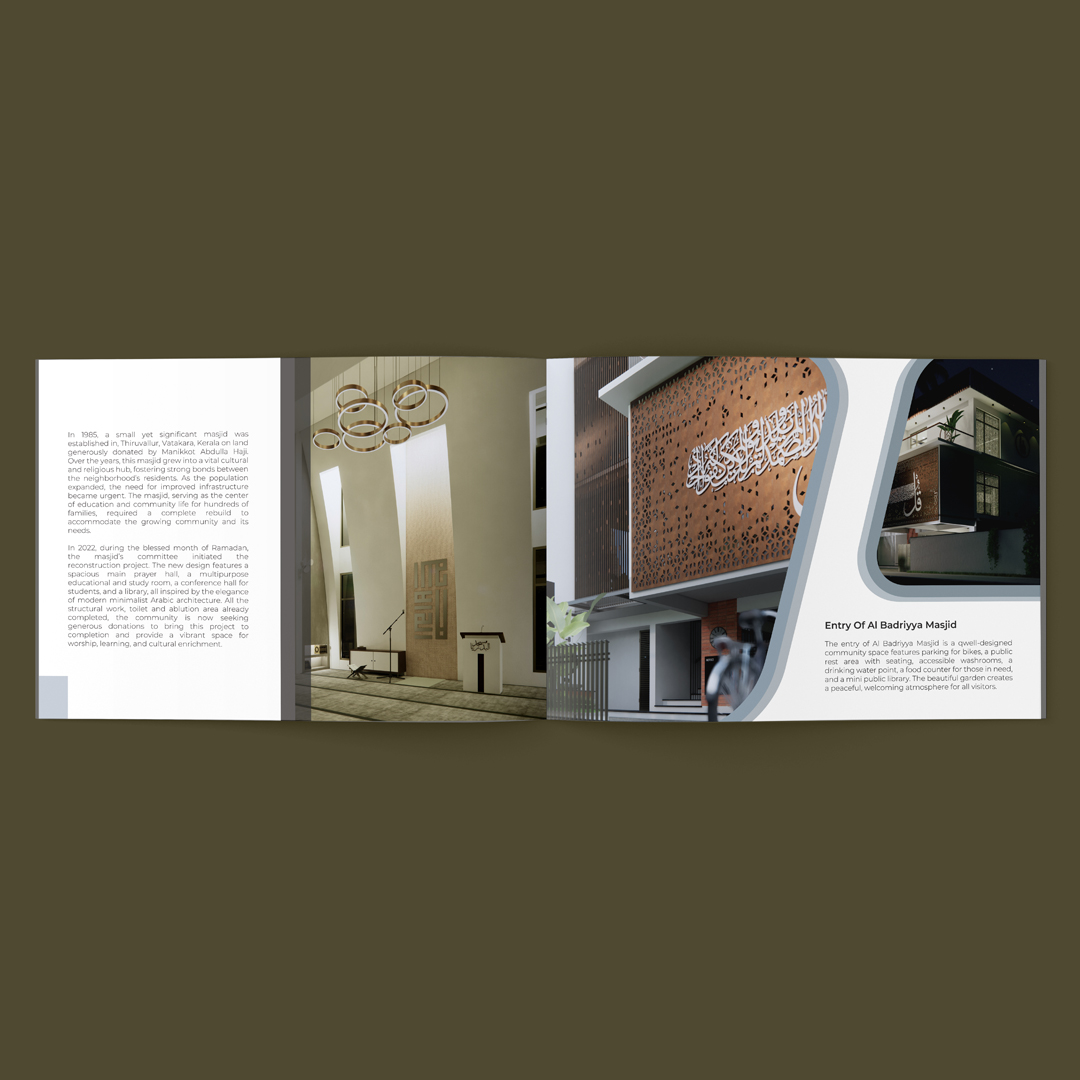 In 1985, a small yet significant masjid was
established in, Thiruvallur, Vatakara, Kerala on land
generously donated by Manikkot Abdulla Haji.
Over the years, this masjid grew into a vital cultural
and religious hub, fostering strong bonds between
the neighborhood's residents. As the population
expanded, the need for improved infrastructure
became urgent. The masjid, serving as the center
of education and community life for hundreds of
families, required a complete rebuild to
accommodate the growing community and its
needs.
In 2022, during the blessed month of Ramadan,
the masjid's committee initiated the
reconstruction project. The new design features a
spacious main prayer hall, a multipurpose
educational and study room, a conference hall for
students, and a library, all inspired by the elegance
of modern minimalist Arabic architecture. All the
structural work, toilet and ablution area already
completed, the community is now seeking
generous donations to bring this project to
completion and provide a vibrant space for
worship, learning, and cultural enrichment.
Entry Of Al Badriyya Masjid
The entry of Al Badriyya Masjid is a qwell-designed
community space features parking for bikes, a public
rest area with seating, accessible washrooms, a
drinking water point, a food counter for those in need,
and a mini public library. The beautiful garden creates
a peaceful, welcoming atmosphere for all visitors.